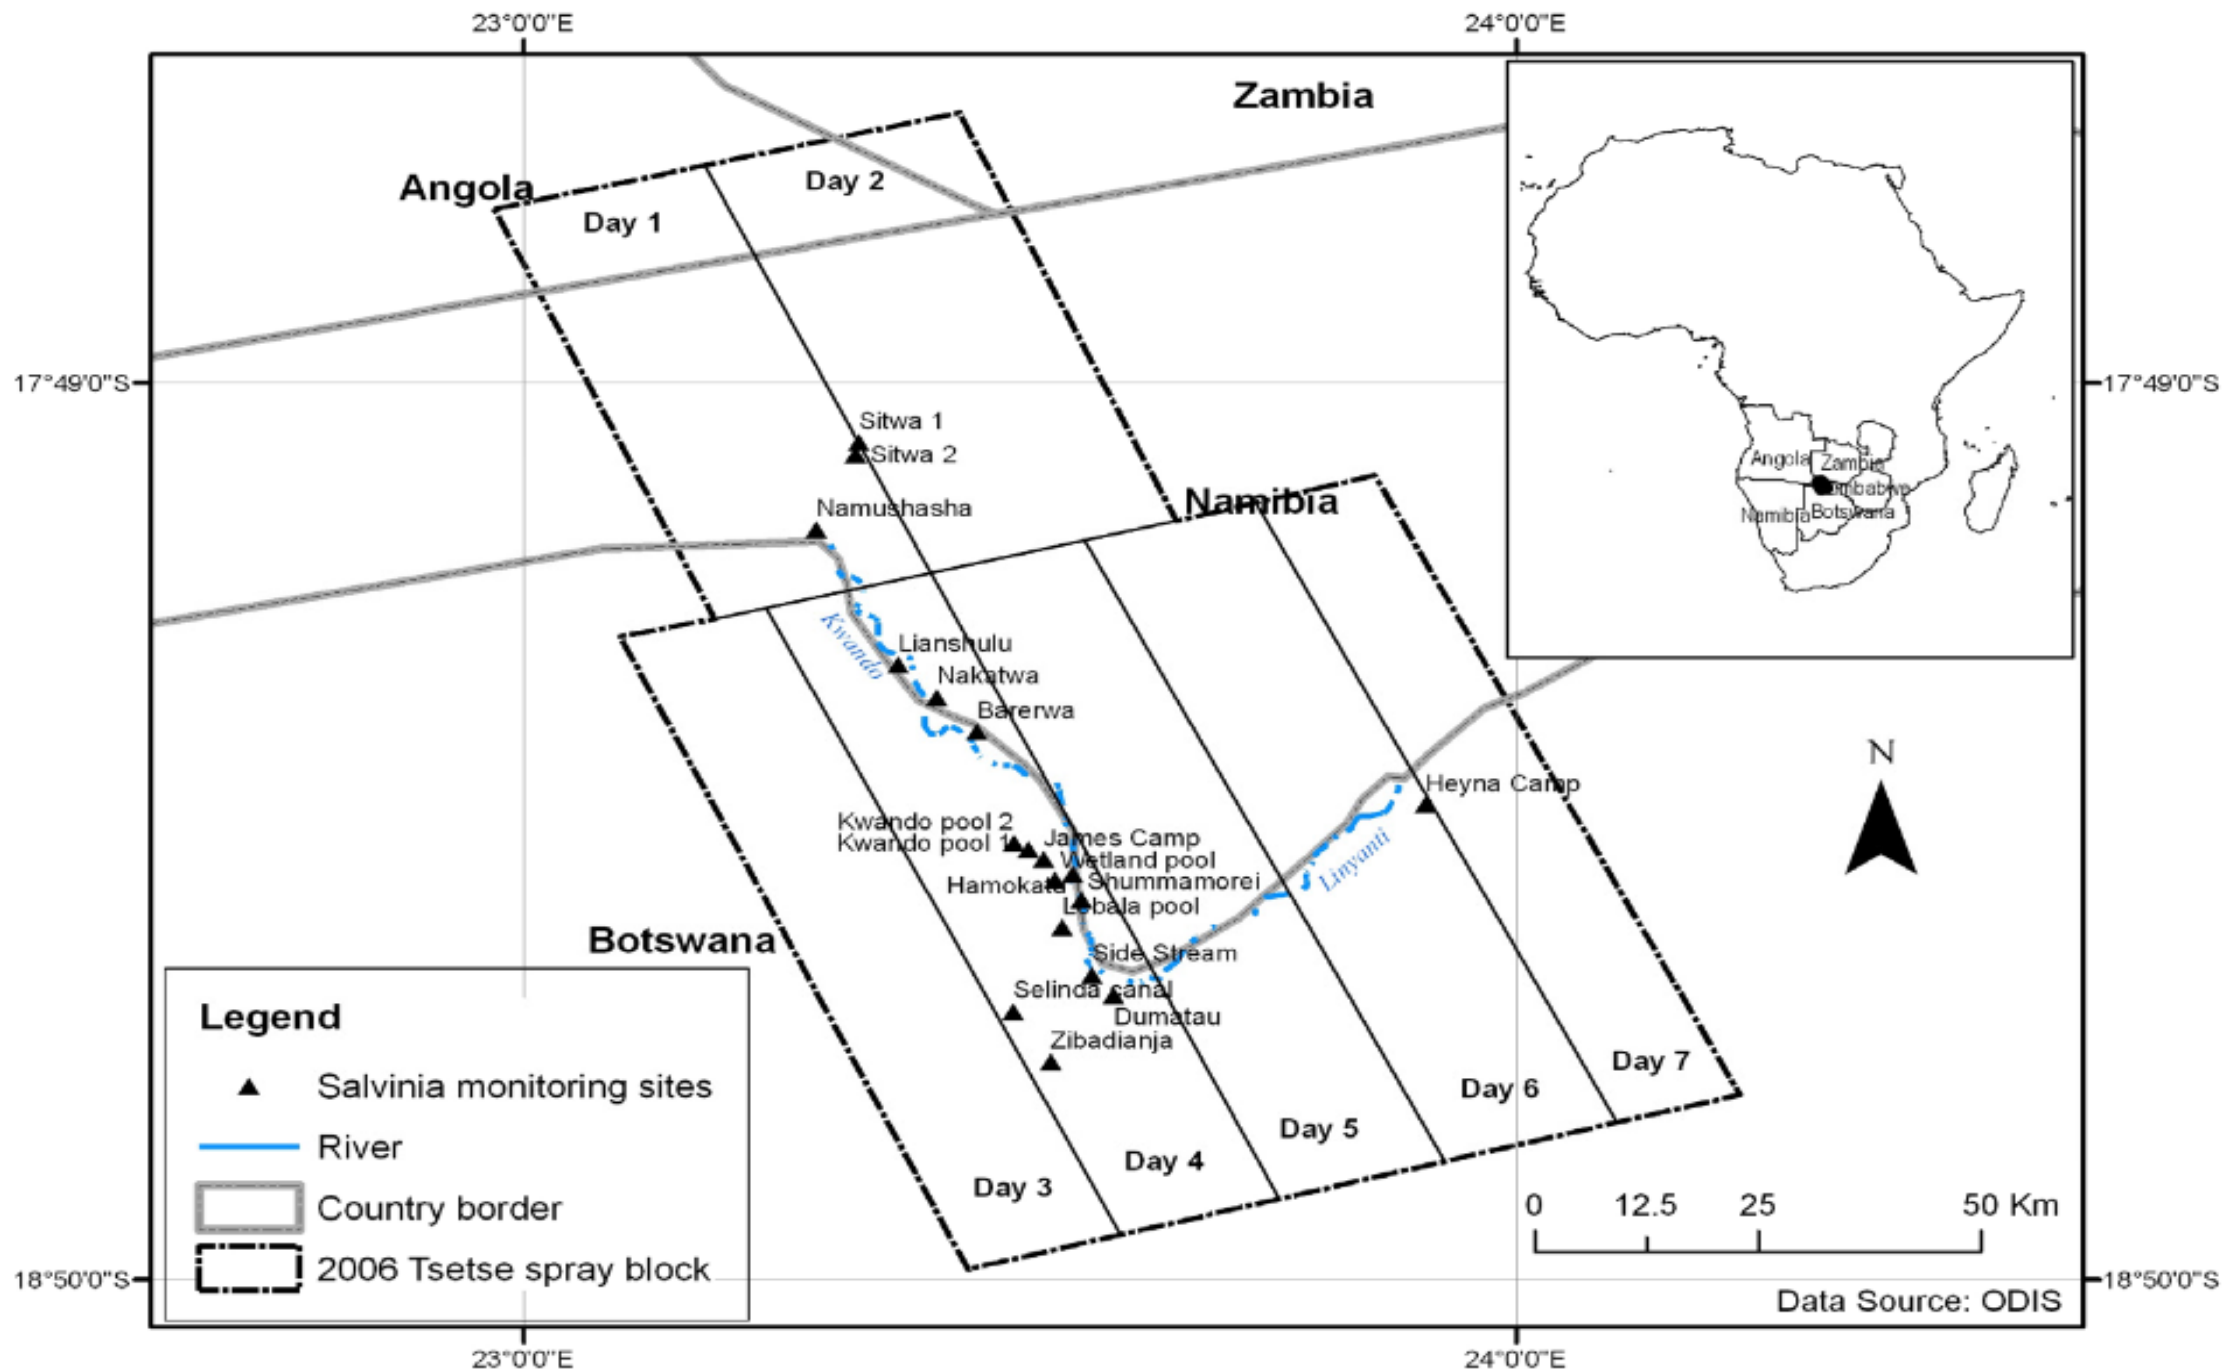 23°0'0"E
24°0'0"E
Zambia
Angola
Day 2
Day 1
17°49'0"S
17°49'0"S
Sitwa 1
Sitwa 2
Angola
Zambia
Zimbabwe
Namibia
Botswana
Namibia
Namushasha
Kwando
Lianshulu
Nakatwa
Barerwa
N
Heyna Camp
Kwando pool 2
Kwando pool 1
James Camp
Wetland pool
Hamokata
Shummamorei
Lebala pool
Linyanti
Botswana
Side Stream
Selinda canal
Dumatau
Zibadianja
Day 7
Day 6
Day 5
Day 4
Day 3
Legend
Salvinia monitoring sites
River
Country border
2006 Tsetse spray block
0 12.5 25 50 Km
18°50'0"S
18°50'0"S
Data Source: ODIS
23°0'0"E
24°0'0"E